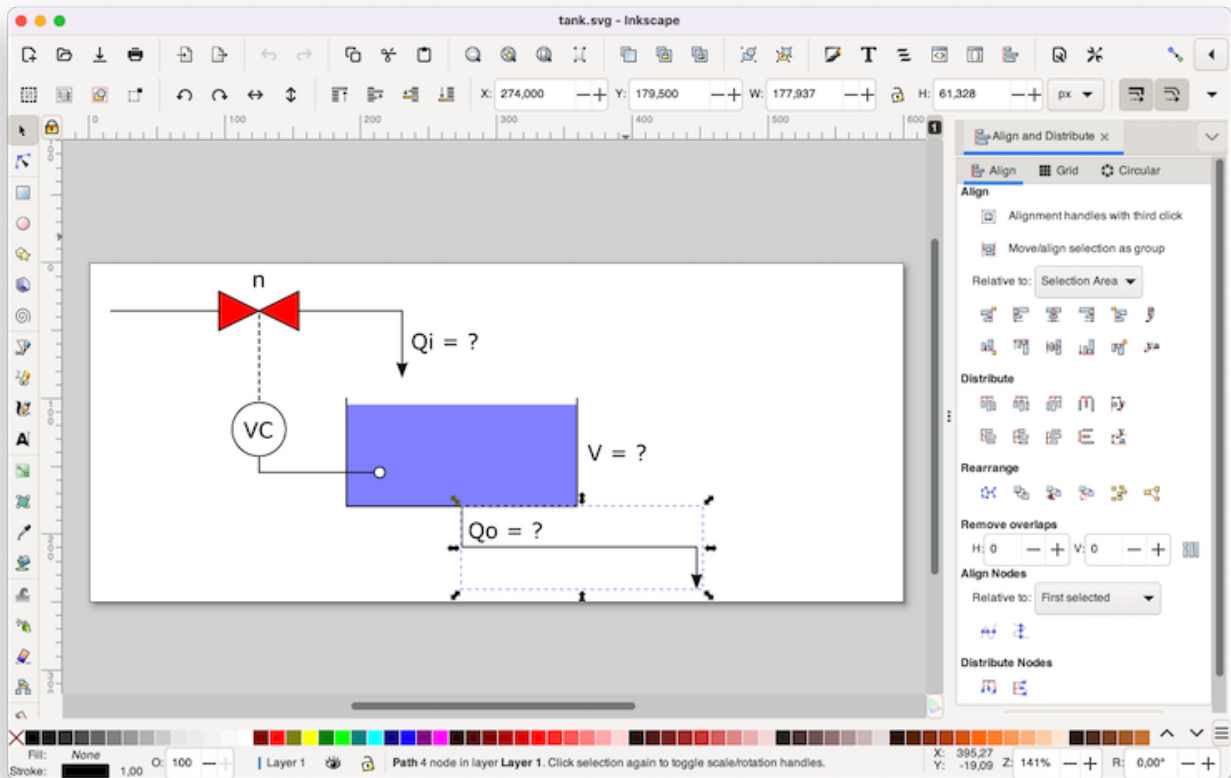 tank.svg - Inkscape
X: 274,000 Y: 179,500 W: 177,937 H: 61,328 px
0 100 200 300 400 500 600
1
Align and Distribute
Align Grid Circular
Align
Alignment handles with third click
Move/align selection as group
Relative to: Selection Area
Distribute
Rearrange
Remove overlaps
H: 0 V: 0
Align Nodes
Relative to: First selected
Distribute Nodes
n
Qi = ?
VC
V = ?
Qo = ?
Fill: None
Stroke: 1,00
O: 100
Layer 1
Path 4 node in layer Layer 1. Click selection again to toggle scale/rotation handles.
X: 395,27
Y: -19,09
Z: 141%
R: 0,00°